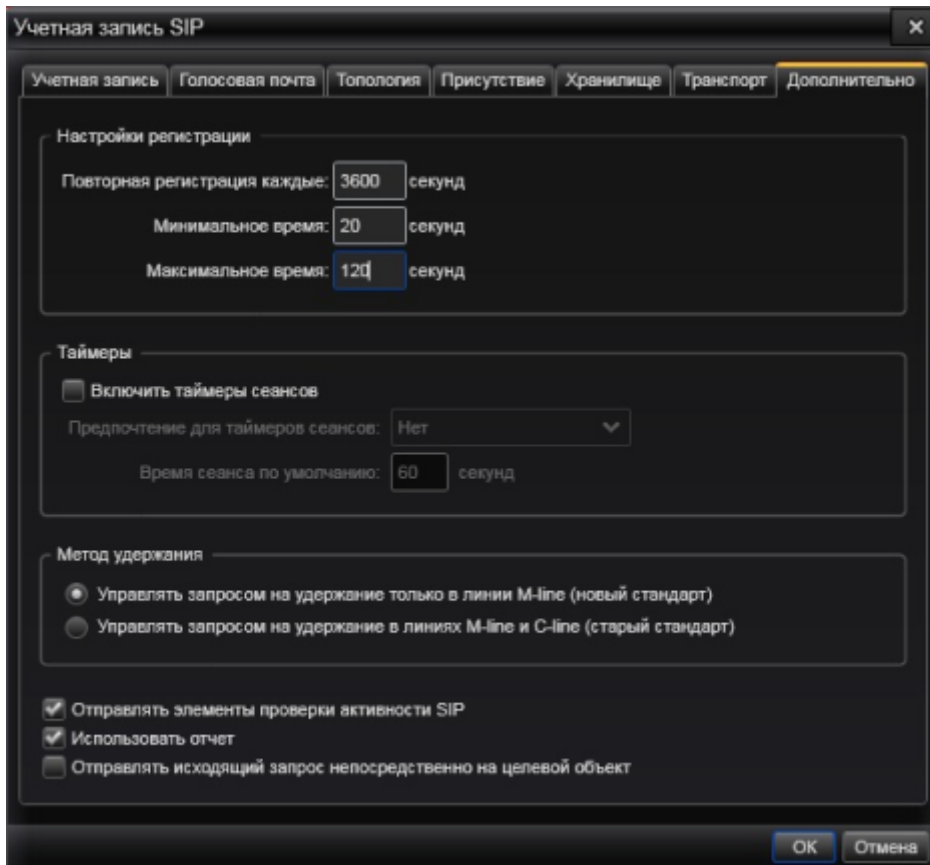 Учетная запись SIP
Учетная запись Голосовая почта Топология Присутствие Хранилище Транспорт Дополнительно
Настройки регистрации
Повторная регистрация каждые: 3600 секунд
Минимальное время: 20 секунд
Максимальное время: 120 секунд
Таймеры
Включить таймеры сеансов
Предпочтение для таймеров сеансов: Нет
Время сеанса по умолчанию: 60 секунд
Метод удержания
Управлять запросом на удержание только в линии M-line (новый стандарт)
Управлять запросом на удержание в линиях M-line и C-line (старый стандарт)
Отправлять элементы проверки активности SIP
Использовать отчет
Отправлять исходящий запрос непосредственно на целевой объект
OK Отмена